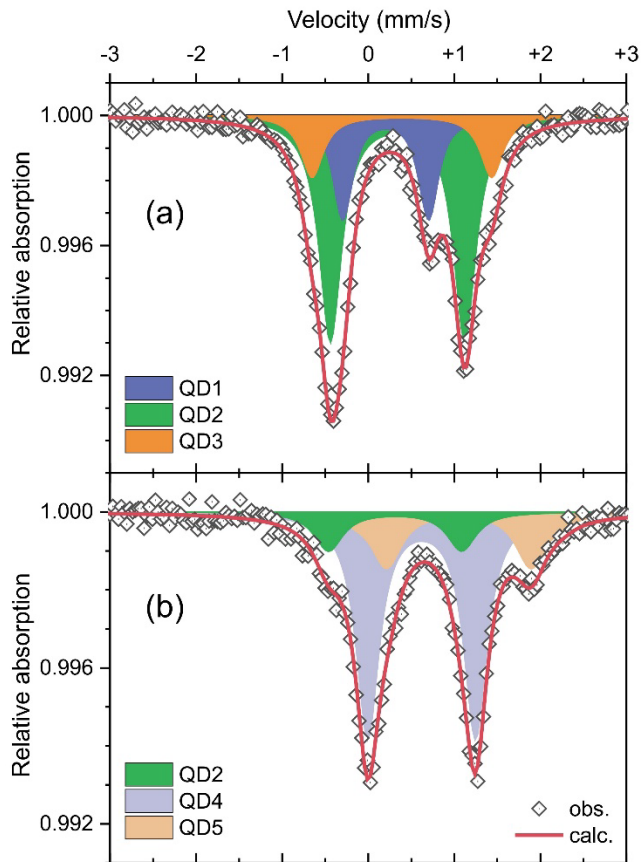 Velocity (mm/s)
-3 -2 -1 0 +1 +2 +3
1.000
(a)
0.996
Relative absorption
0.992
QD1
QD2
QD3
1.000
(b)
0.996
Relative absorption
QD2
QD4
QD5
0.992
obs.
calc.